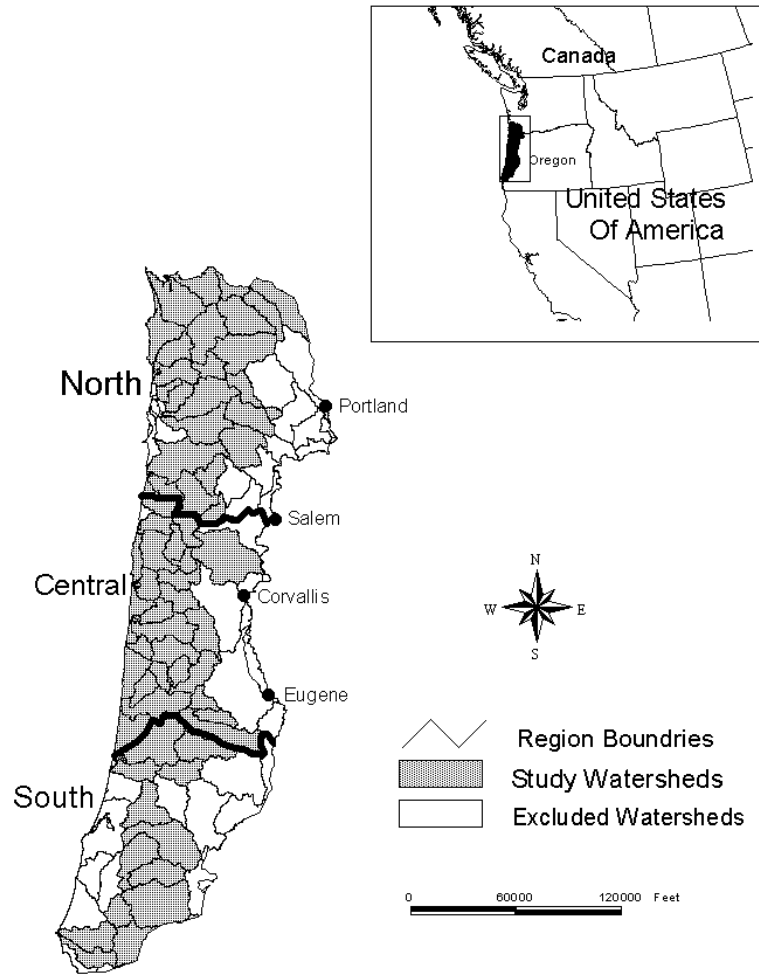 Canada
Oregon
United States
Of America
North
Portland
Salem
Central
Corvallis
Eugene
South
N
W
E
S
Region Boundries
Study Watersheds
Excluded Watersheds
0 60000 120000 Feet